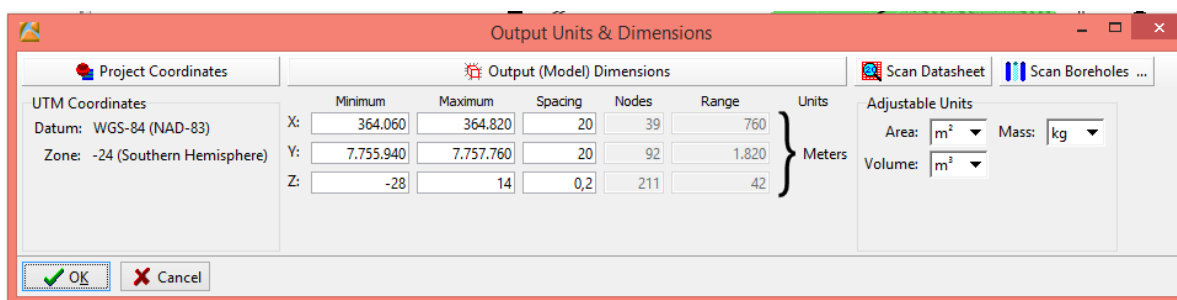 Output Units & Dimensions
Project Coordinates Output (Model) Dimensions Scan Datasheet Scan Boreholes ...
UTM Coordinates Minimum Maximum Spacing Nodes Range Units Adjustable Units
Datum: WGS-84 (NAD-83) X: 364.060 364.820 20 39 760 Area: m² Mass: kg
Zone: -24 (Southern Hemisphere) Y: 7.755.940 7.757.760 20 92 1.820 Meters Volume: m³
Z: -28 14 0,2 211 42
OK Cancel